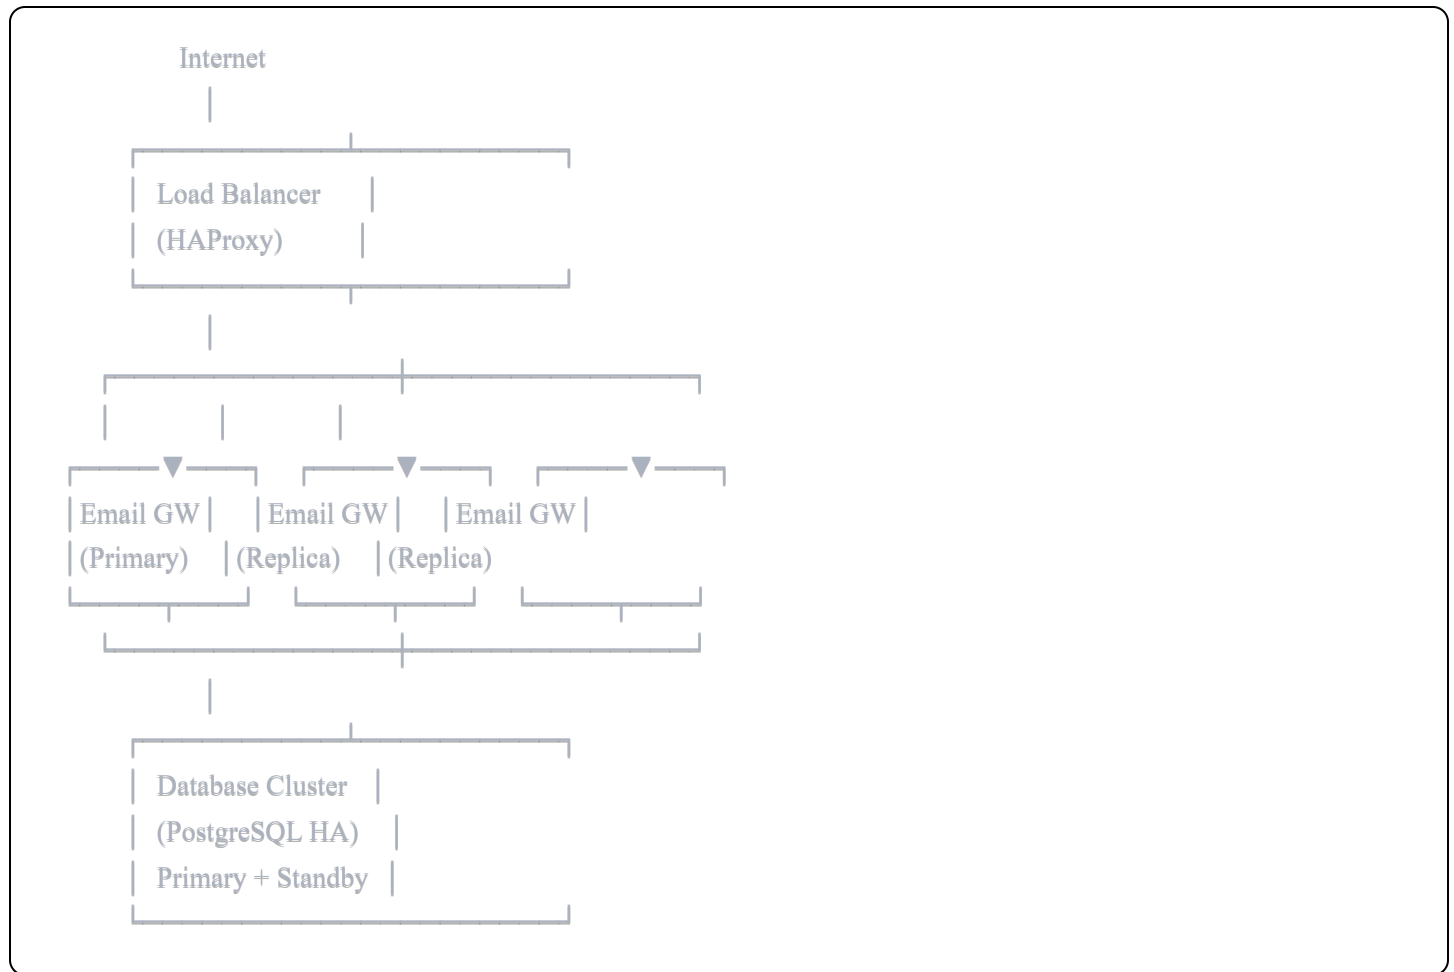 Internet
Load Balancer
(HAProxy)
Email GW Email GW Email GW
(Primary) (Replica) (Replica)
Database Cluster
(PostgreSQL HA)
Primary + Standby